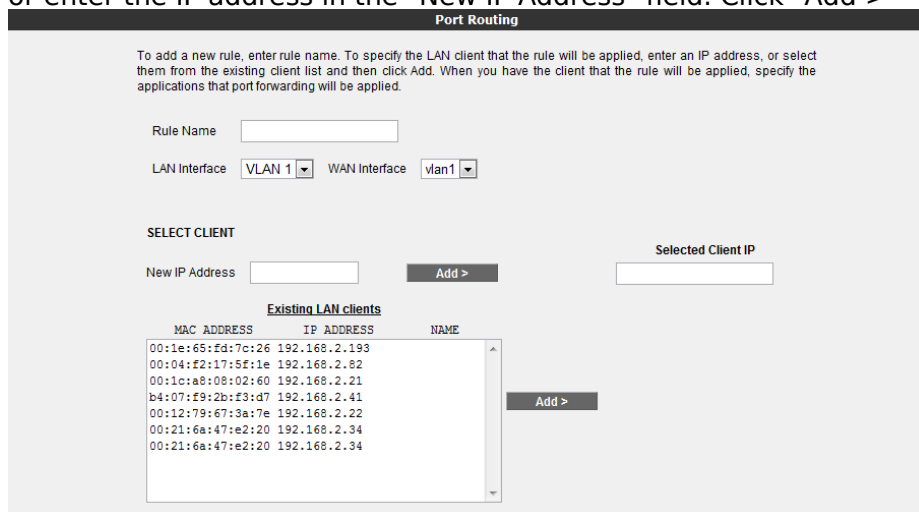 or enter the IP address in the "New IP Address" field. Click "Add >"
Port Routing
To add a new rule, enter rule name. To specify the LAN client that the rule will be applied, enter an IP address, or select
them from the existing client list and then click Add. When you have the client that the rule will be applied, specify the
applications that port forwarding will be applied.
Rule Name
LAN Interface VLAN 1 WAN Interface vlan1
SELECT CLIENT
Selected Client IP
New IP Address Add >
Existing LAN clients
MAC ADDRESS IP ADDRESS NAME
00:1e:65:fd:7c:26 192.168.2.193
00:04:f2:17:5f:1e 192.168.2.82
00:1c:a8:08:02:60 192.168.2.21
b4:07:f9:2b:f3:d7 192.168.2.41
Add >
00:12:79:67:3a:7e 192.168.2.22
00:21:6a:47:e2:20 192.168.2.34
00:21:6a:47:e2:20 192.168.2.34